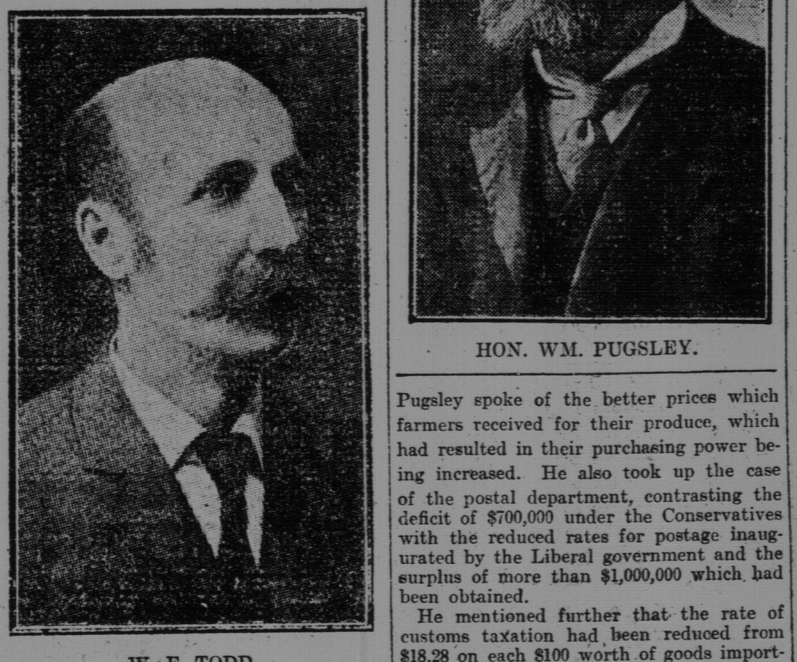 HON. WM. PUGSLEY.
Pugsley spoke of the better prices which
farmers received for their produce, which
had resulted in their purchasing power be-
ing increased. He also took up the case
of the postal department, contrasting the
deficit of $700,000 under the Conservatives
with the reduced rates for postage inaug-
urated by the Liberal government and the
surplus of more than $1,000,000 which had
been obtained.
He mentioned further that the rate of
customs taxation had been reduced from
$18.28 on each $100 worth of goods import-
W. F. TODD